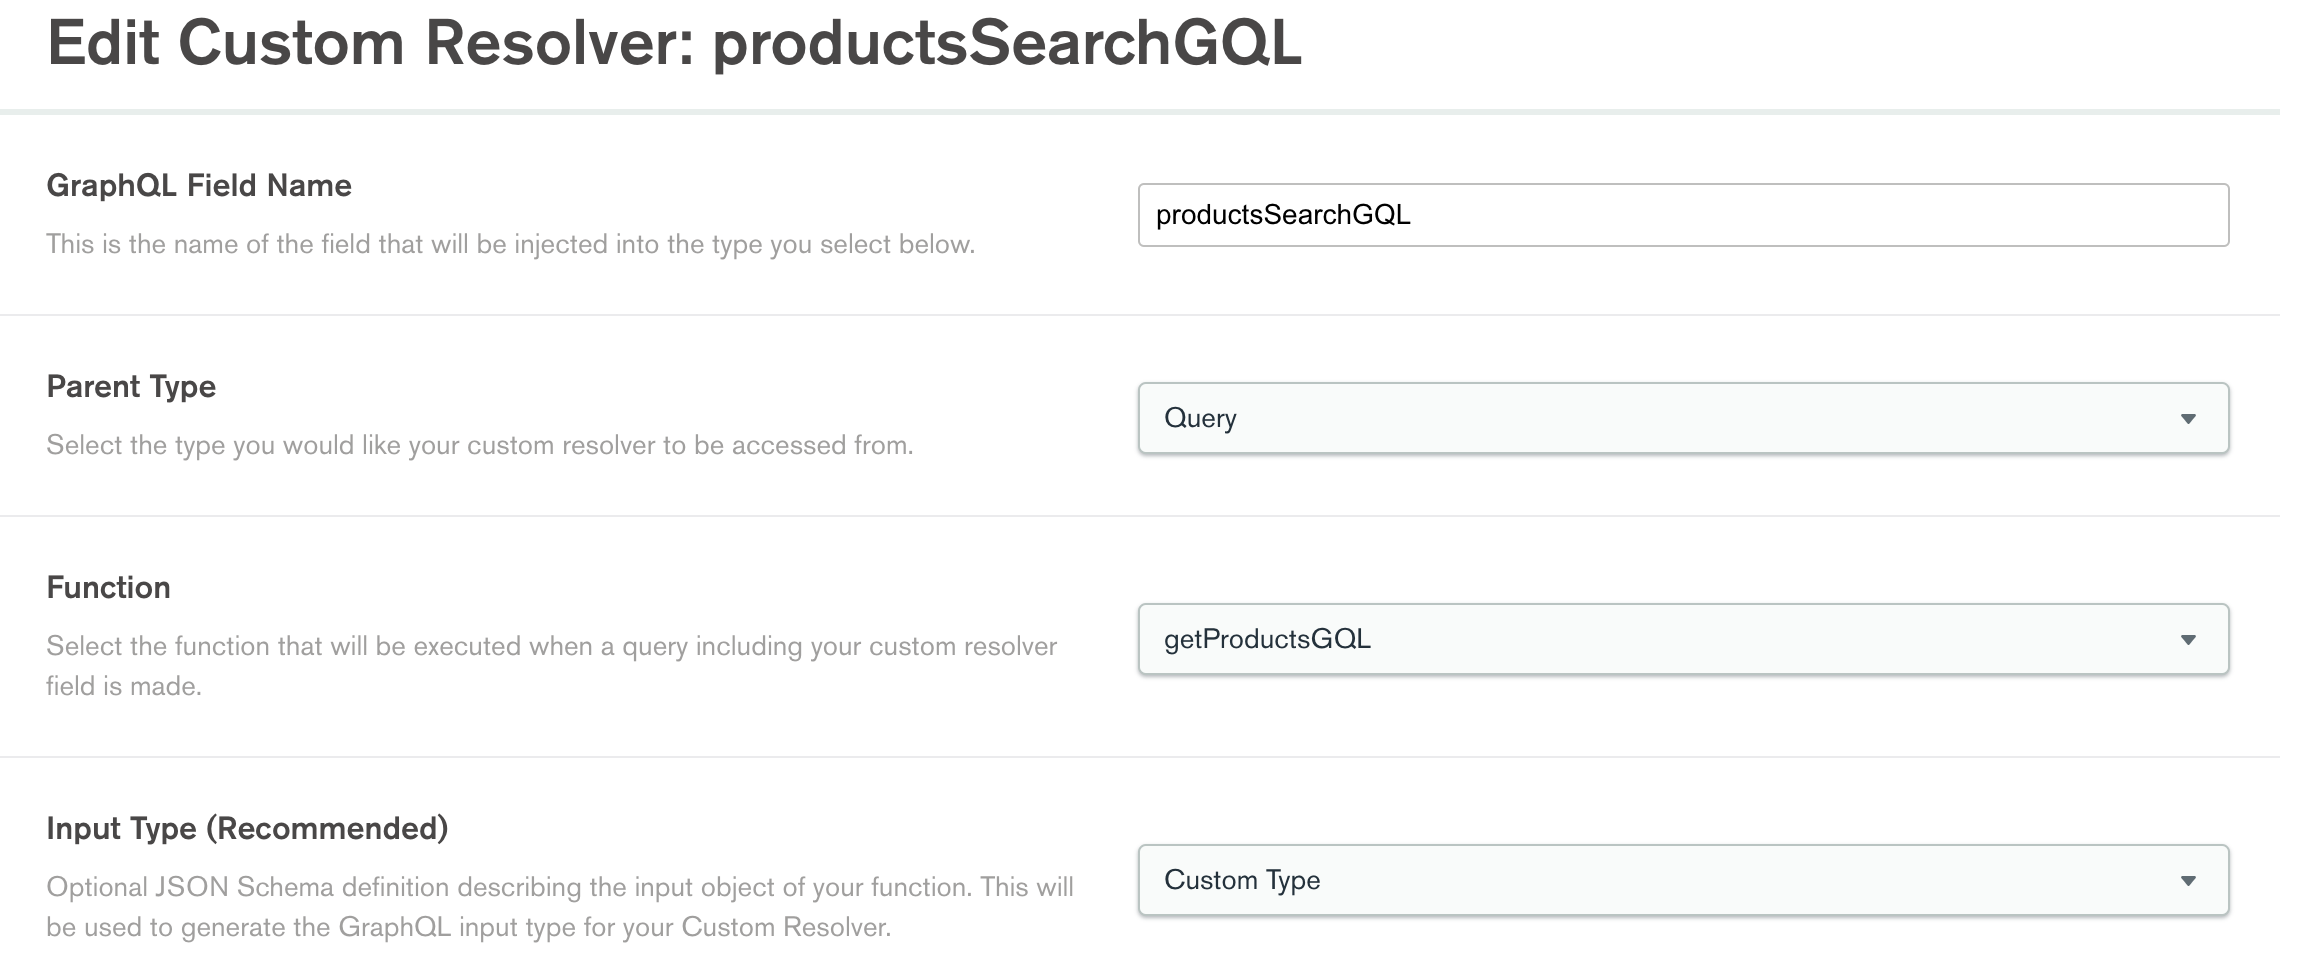 Edit Custom Resolver: productsSearchGQL
GraphQL Field Name
This is the name of the field that will be injected into the type you select below.
productsSearchGQL
Parent Type
Select the type you would like your custom resolver to be accessed from.
Query
Function
Select the function that will be executed when a query including your custom resolver
field is made.
getProductsGQL
Input Type (Recommended)
Optional JSON Schema definition describing the input object of your function. This will
be used to generate the GraphQL input type for your Custom Resolver.
Custom Type